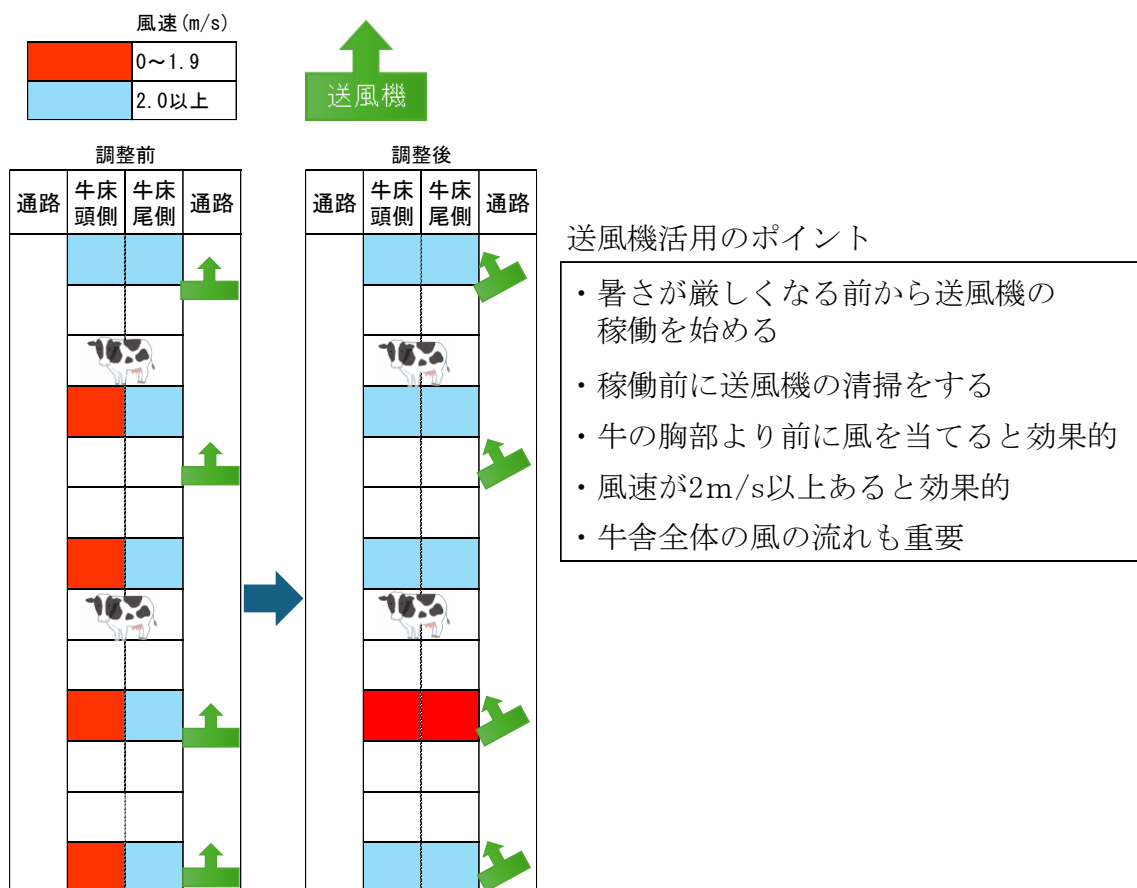 風速(m/s)
0～1.9
2.0以上
送風機
調整前
通路
牛床
頭側
牛床
尾側
通路
調整後
通路
牛床
頭側
牛床
尾側
通路
送風機活用のポイント
・暑さが厳しくなる前から送風機の
稼働を始める
・稼働前に送風機の清掃をする
・牛の胸部より前に風を当てると効果的
・風速が2m/s以上あると効果的
・牛舎全体の風の流れも重要